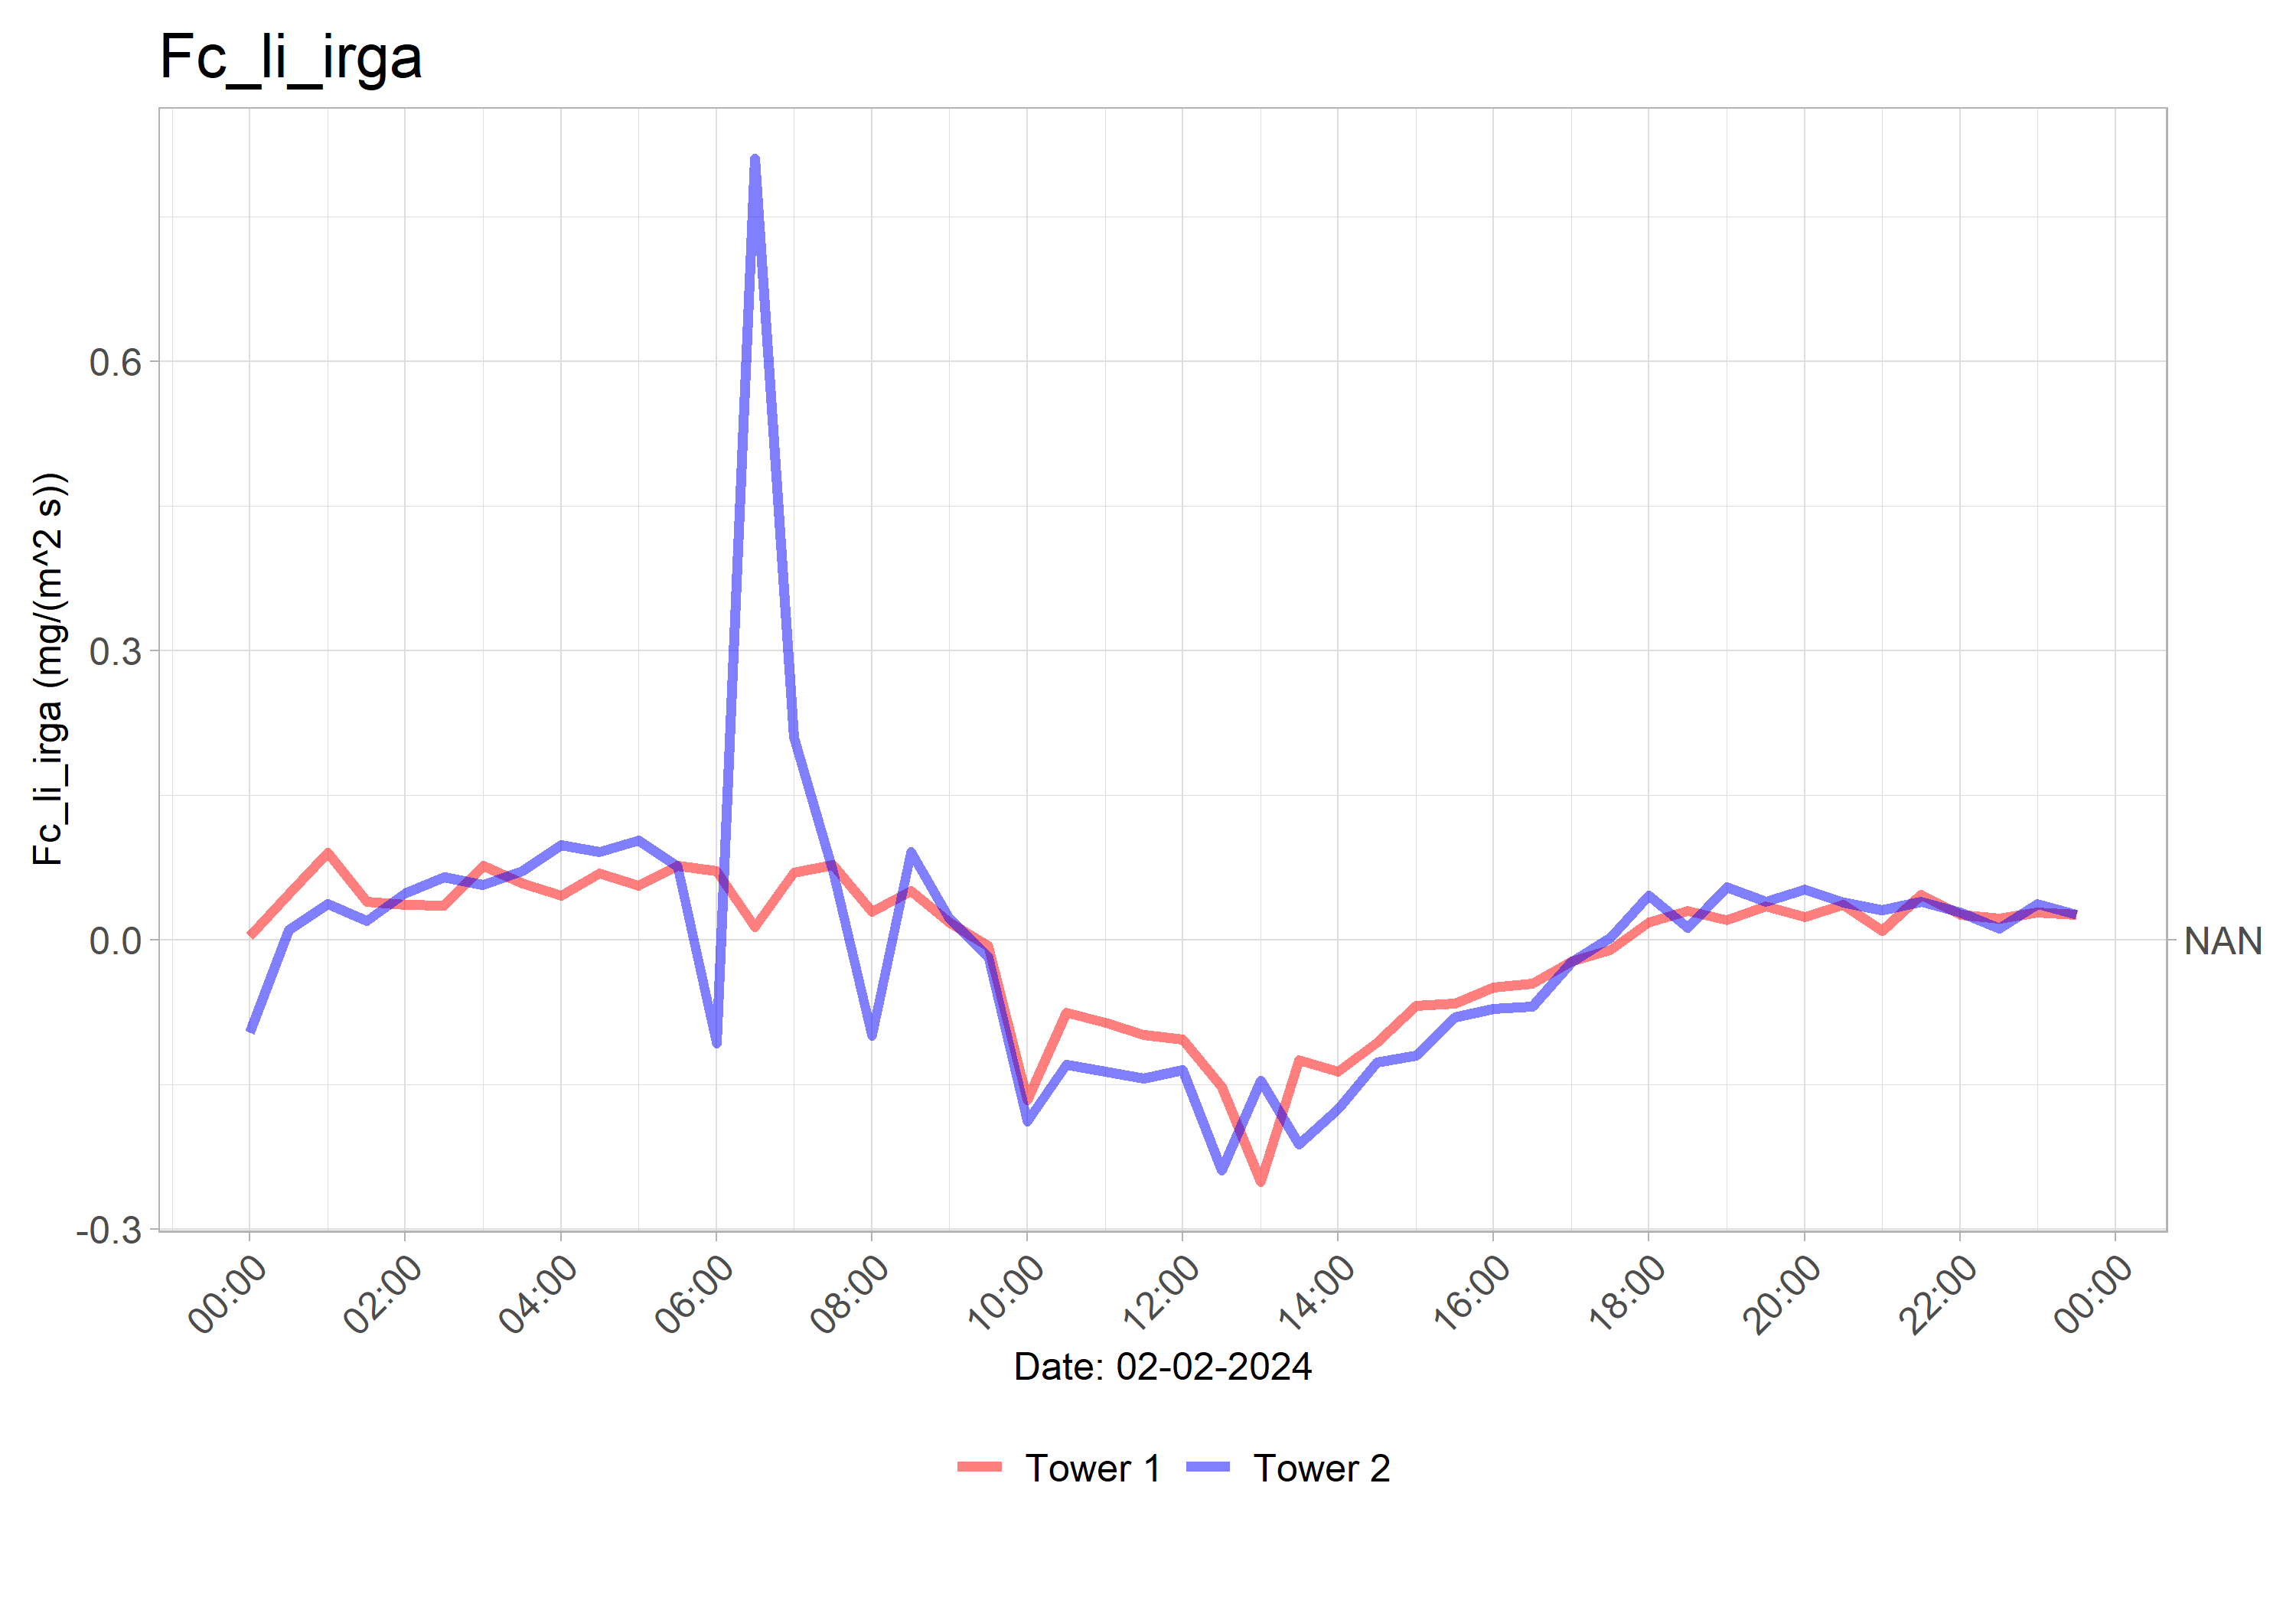 Fc_li_irga
Fc_li_irga (mg/(m^2 s))
0.6
0.3
0.0
-0.3
NAN
00:00 02:00 04:00 06:00 08:00 10:00 12:00 14:00 16:00 18:00 20:00 22:00 00:00
Date: 02-02-2024
Tower 1 Tower 2